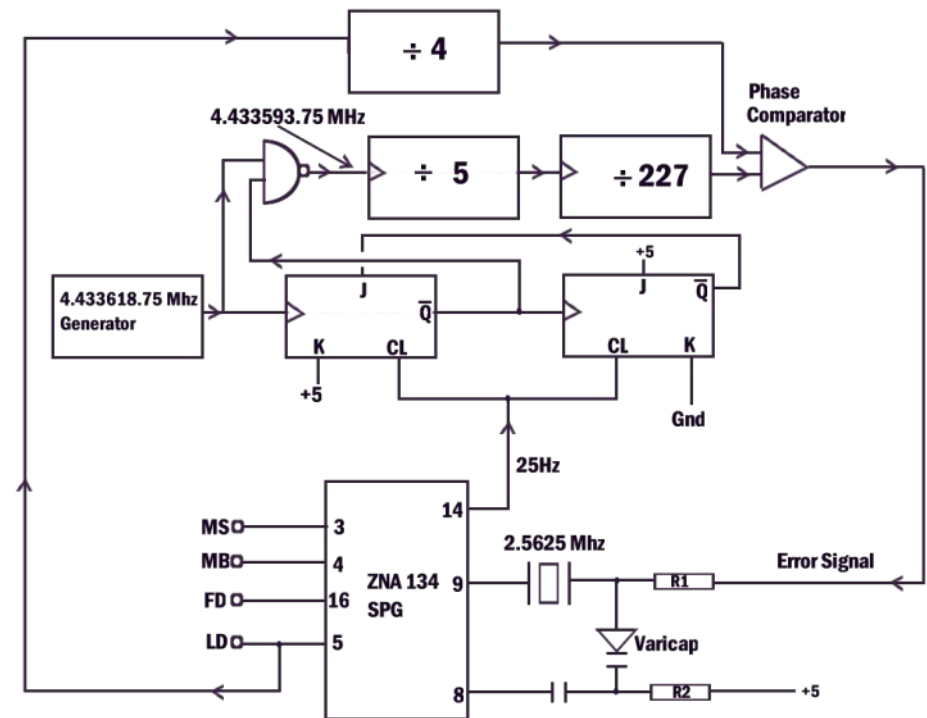 ÷ 4
Phase
Comparator
4.433593.75 MHz
÷ 5
÷ 227
+5
J
Q̅
4.433618.75 Mhz
Generator
J
Q̅
K
CL
CL
K
+5
Gnd
25Hz
14
MS
3
2.5625 Mhz
MB
4
ZNA 134
SPG
9
Error Signal
R1
FD
16
LD
5
Varicap
8
R2
+5